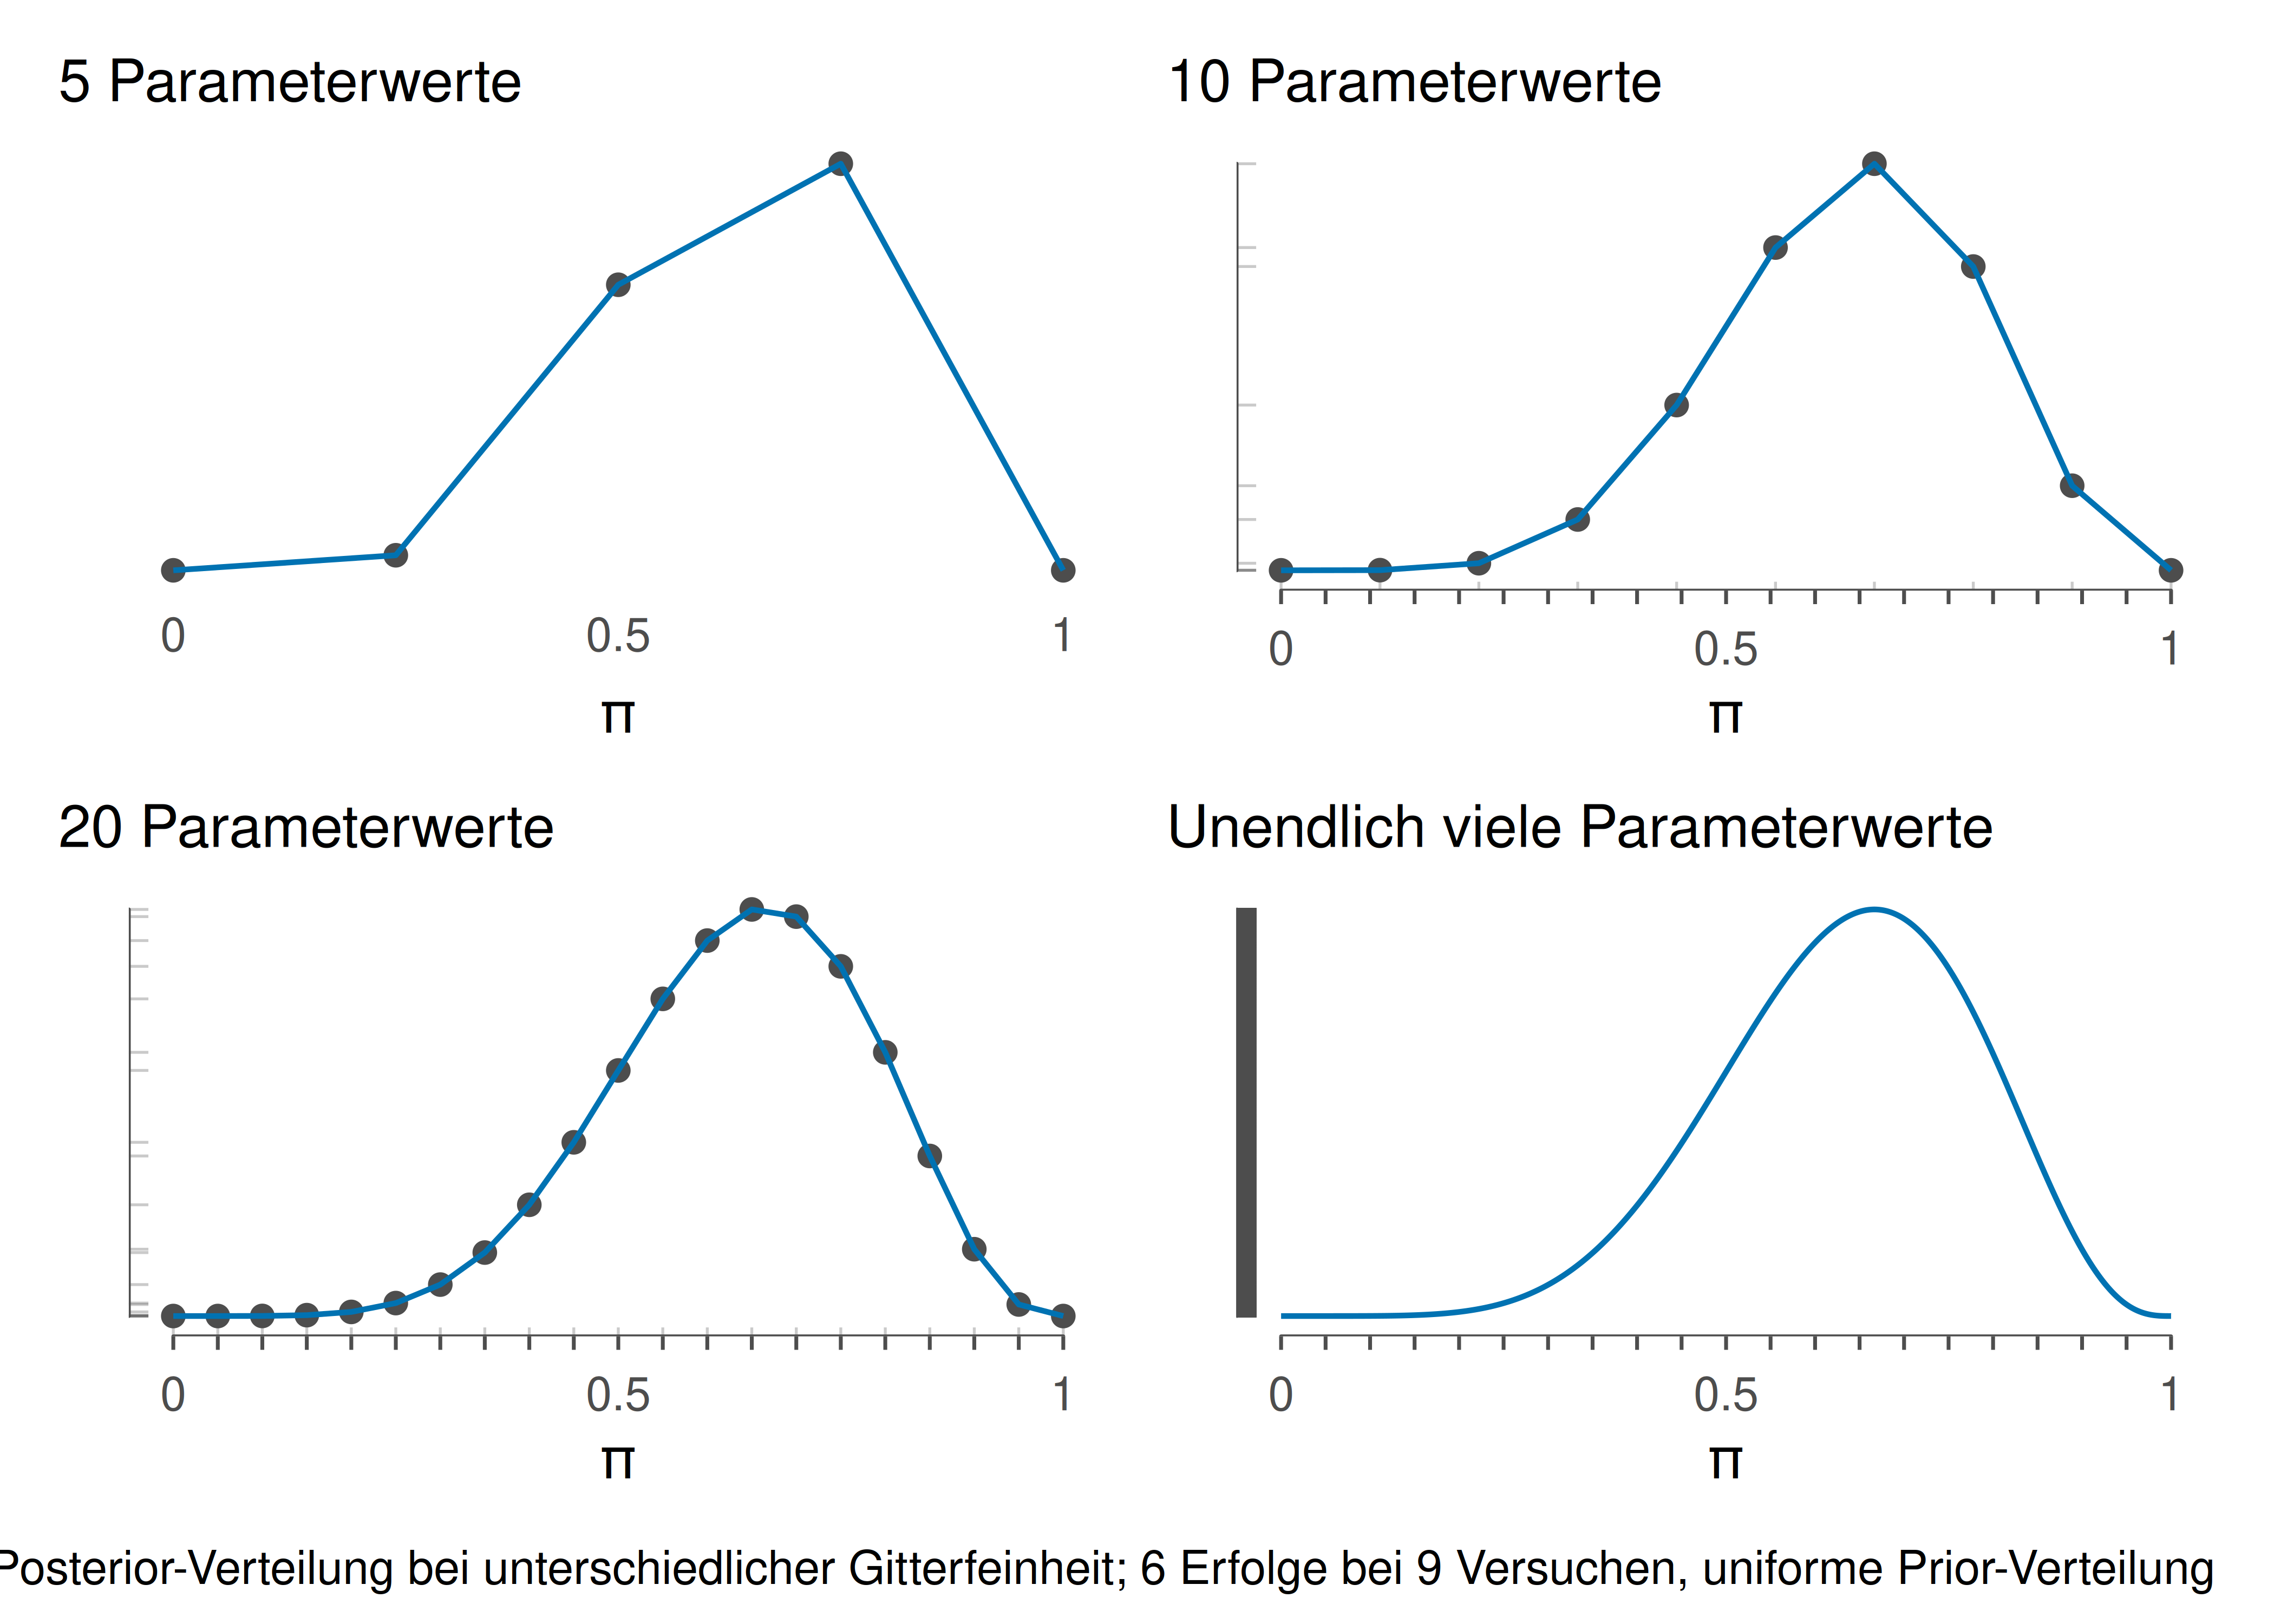 5 Parameterwerte
10 Parameterwerte
0 0.5 1
π
0 0.5 1
π
20 Parameterwerte
Unendlich viele Parameterwerte
0 0.5 1
π
0 0.5 1
π
Posterior-Verteilung bei unterschiedlicher Gitterfeinheit; 6 Erfolge bei 9 Versuchen, uniforme Prior-Verteilung